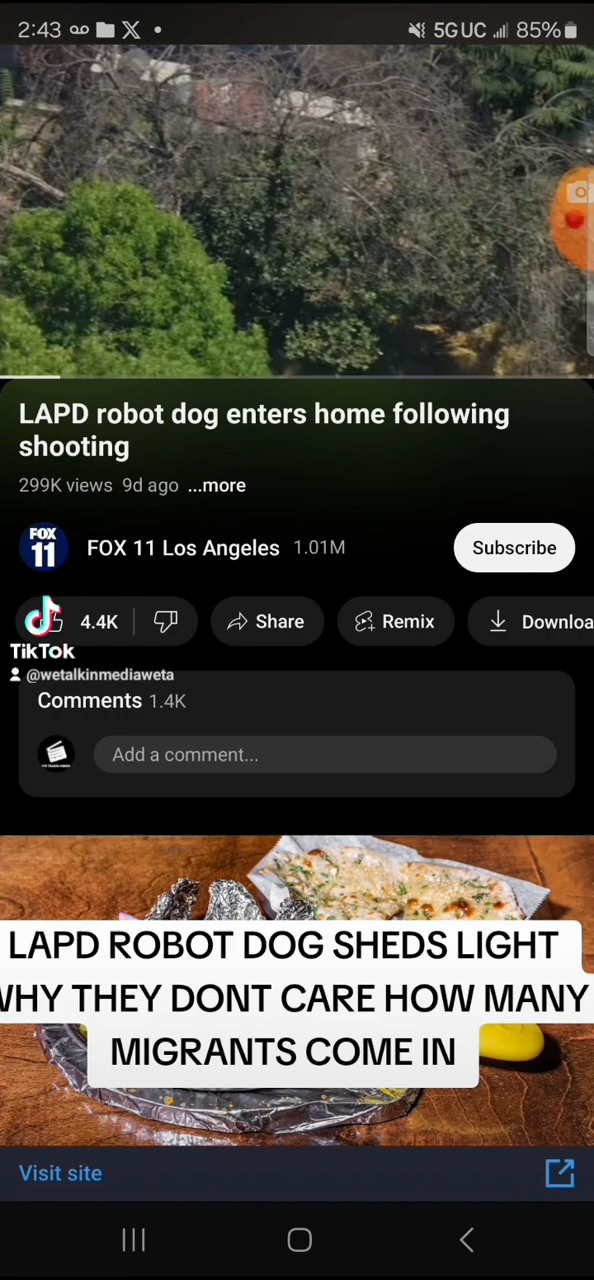 2:43 X 5G UC 85%
LAPD robot dog enters home following
shooting
299K views 9d ago ...more
FOX
11
FOX 11 Los Angeles 1.01M
Subscribe
4.4K
Share
Remix
Downloa
TikTok
@wetalkinmediaweta
Comments 1.4K
Add a comment...
LAPD ROBOT DOG SHEDS LIGHT
WHY THEY DONT CARE HOW MANY
MIGRANTS COME IN
Visit site